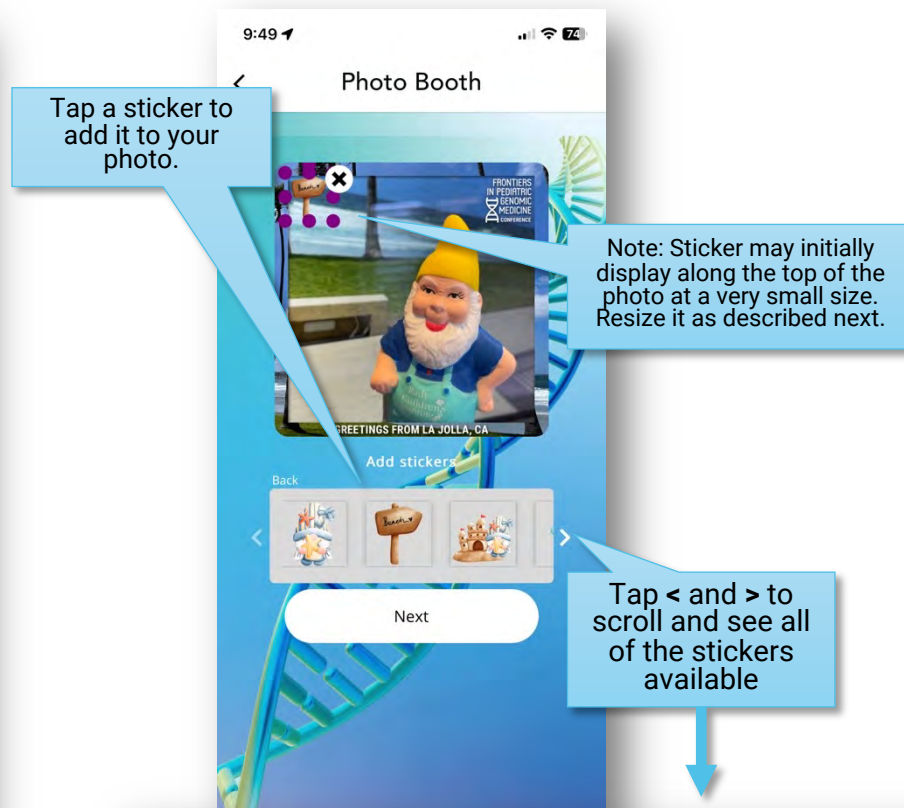 9:49
74
Photo Booth
Tap a sticker to
add it to your
photo.
Beach
FRONTIERS
IN PEDIATRIC
GENOMIC
MEDICINE
CONFERENCE
Note: Sticker may initially
display along the top of the
photo at a very small size.
Resize it as described next.
GREETINGS FROM LA JOLLA, CA
Add stickers
Back
Beach
Next
Tap < and > to
scroll and see all
of the stickers
available